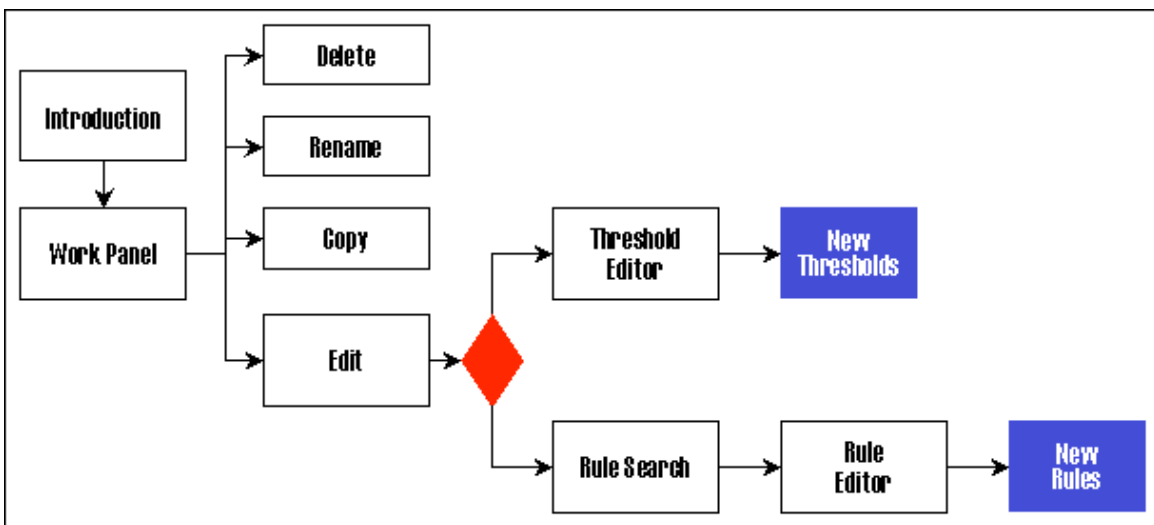 Delete
Introduction
Rename
Work Panel
Copy
Threshold
Editor
New
Thresholds
Edit
Rule Search
Rule
Editor
New
Rules